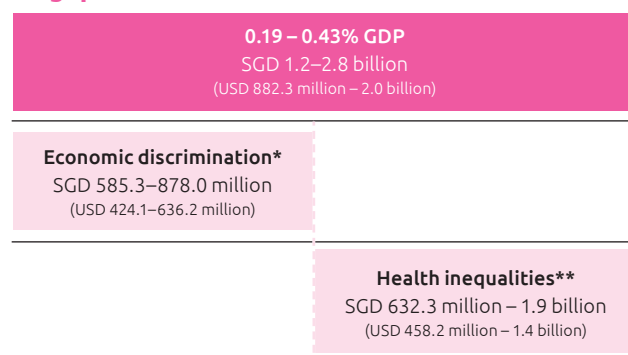 0.19 – 0.43% GDP
SGD 1.2–2.8 billion
(USD 882.3 million – 2.0 billion)
Economic discrimination*
SGD 585.3–878.0 million
(USD 424.1–636.2 million)
Health inequalities**
SGD 632.3 million – 1.9 billion
(USD 458.2 million – 1.4 billion)